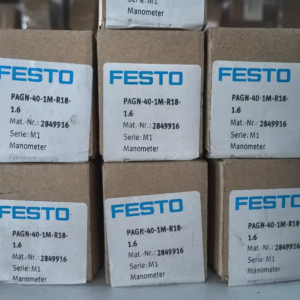 Manometer
FESTO
PAGN-40-1M-R18-
1.6
Mat.-Nr.: 2849916
Serie: M1
Manometer
FESTO
PAGN-40-1M-R18-
1.6
Mat.-Nr.: 2849916
Serie: M1
Manometer
FESTO
PAGN-40-1M-R18-
1.6
Mat.-Nr.: 2849916
Serie: M1
Manometer
FESTO
PAGN-40-1M-R18-
1.6
Mat.-Nr.: 2849916
Serie: M1
Manometer
FESTO
PAGN-40-1M-R18-
1.6
Mat.-Nr.: 2849916
Serie: M1
Manometer
FESTO
PAGN-40-1M-R18-
1.6
Mat.-Nr.: 2849916
Serie: M1
Manometer